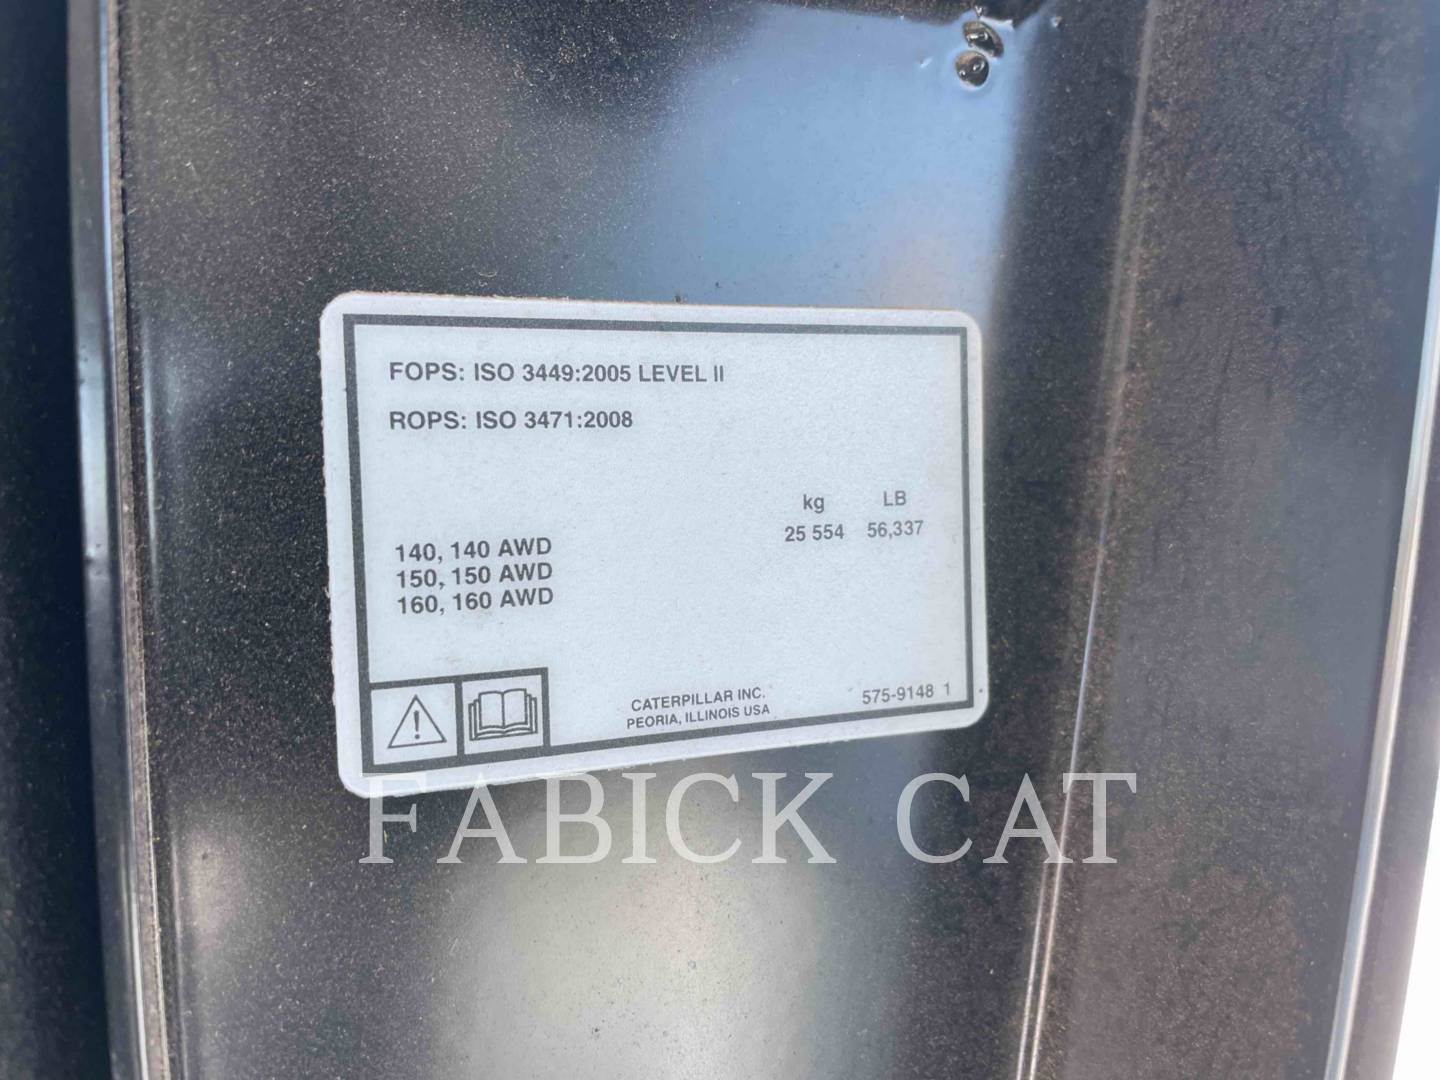 FOPS: ISO 3449:2005 LEVEL II
ROPS: ISO 3471:2008
kg LB
25 554 56,337
140, 140 AWD
150, 150 AWD
160, 160 AWD
CATERPILLAR INC.
PEORIA, ILLINOIS USA
575-9148 1
FABICK CAT